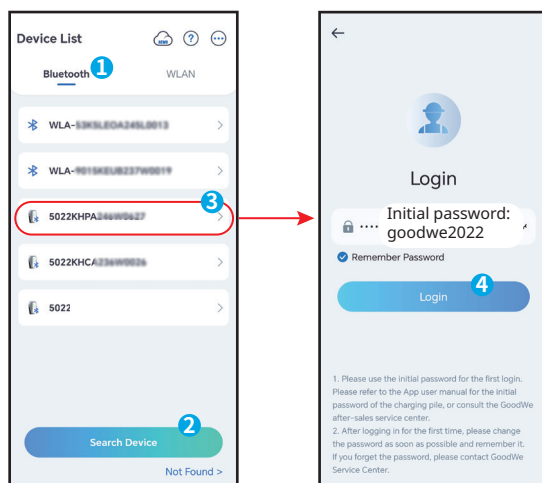 Device List
Bluetooth
1
WLAN
WLA-
WLA-
3
5022KHPA
5022KHCA
5022
2
Search Device
Not Found >
Login
Initial password:
goodwe2022
Remember Password
4
Login
1. Please use the initial password for the first login.
Please refer to the App user manual for the initial
password of the charging pile, or consult the GoodWe
after-sales service center.
2. After logging in for the first time, please change
the password as soon as possible and remember it.
If you forget the password, please contact GoodWe
Service Center.